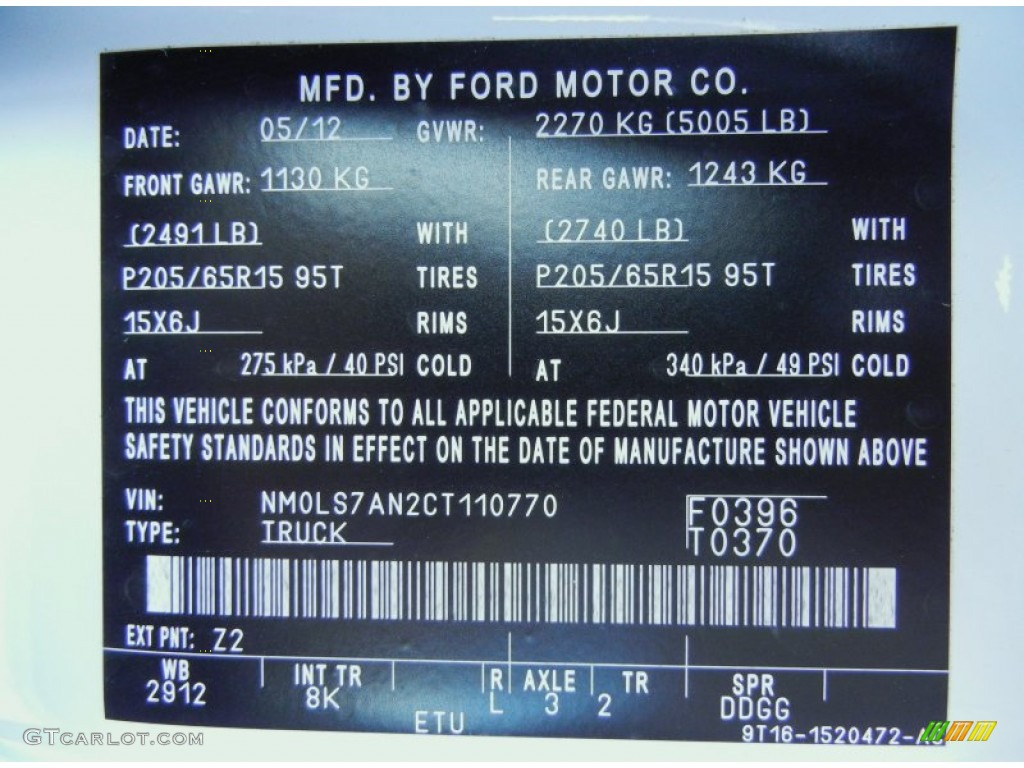 MFD. BY FORD MOTOR CO.
DATE: 05/12 GVWR: 2270 KG (5005 LB)
FRONT GAWR: 1130 KG REAR GAWR: 1243 KG
(2491 LB) WITH (2740 LB) WITH
P205/65R15 95T TIRES P205/65R15 95T TIRES
15X6J RIMS 15X6J RIMS
AT 275 kPa / 40 PSI COLD AT 340 kPa / 49 PSI COLD
THIS VEHICLE CONFORMS TO ALL APPLICABLE FEDERAL MOTOR VEHICLE
SAFETY STANDARDS IN EFFECT ON THE DATE OF MANUFACTURE SHOWN ABOVE
VIN: NM0LS7AN2CT110770 F0396
TYPE: TRUCK T0370
EXT PNT: Z2
WB INT TR R AXLE TR SPR
2912 8K L 3 2 DDGG
ETU
GTCARLOT.COM